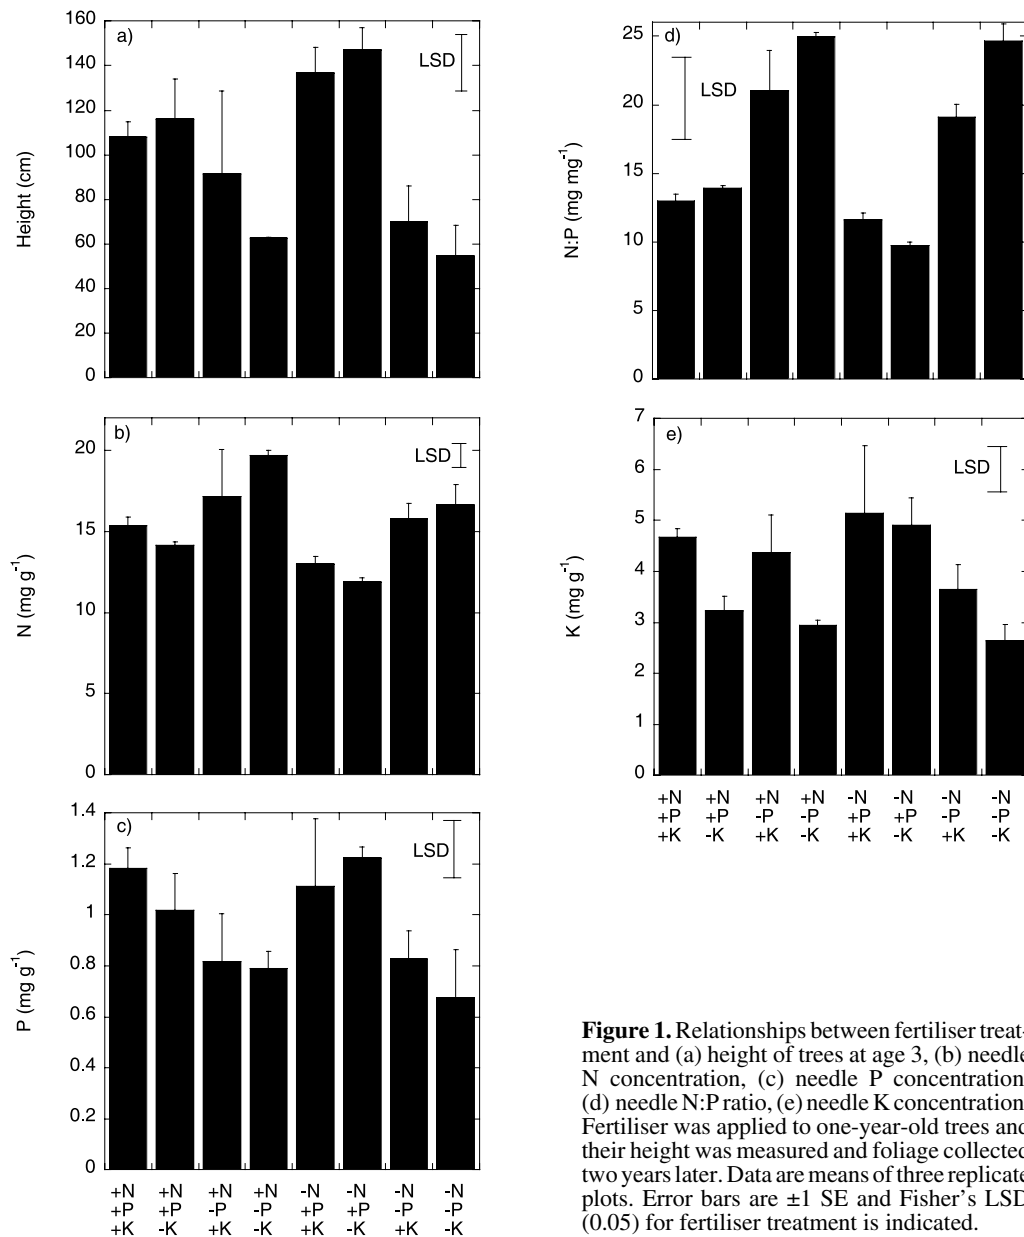 a)
LSD
160
140
120
100
80
60
40
20
0
Height (cm)
b)
LSD
20
15
10
5
0
N (mg g-1)
c)
LSD
1.4
1.2
1
0.8
0.6
0.4
0.2
0
P (mg g-1)
+N +N +N +N -N -N -N -N
+P +P -P -P +P +P -P -P
+K -K +K -K +K -K +K -K
d)
LSD
25
20
15
10
5
0
N:P (mg mg-1)
e)
LSD
7
6
5
4
3
2
1
0
K (mg g-1)
+N +N +N +N -N -N -N -N
+P +P -P -P +P +P -P -P
+K -K +K -K +K -K +K -K
Figure 1. Relationships between fertiliser treat-
ment and (a) height of trees at age 3, (b) needle
N concentration, (c) needle P concentration
(d) needle N:P ratio, (e) needle K concentration
Fertiliser was applied to one-year-old trees and
their height was measured and foliage collected
two years later. Data are means of three replicate
plots. Error bars are ±1 SE and Fisher's LSD
(0.05) for fertiliser treatment is indicated.